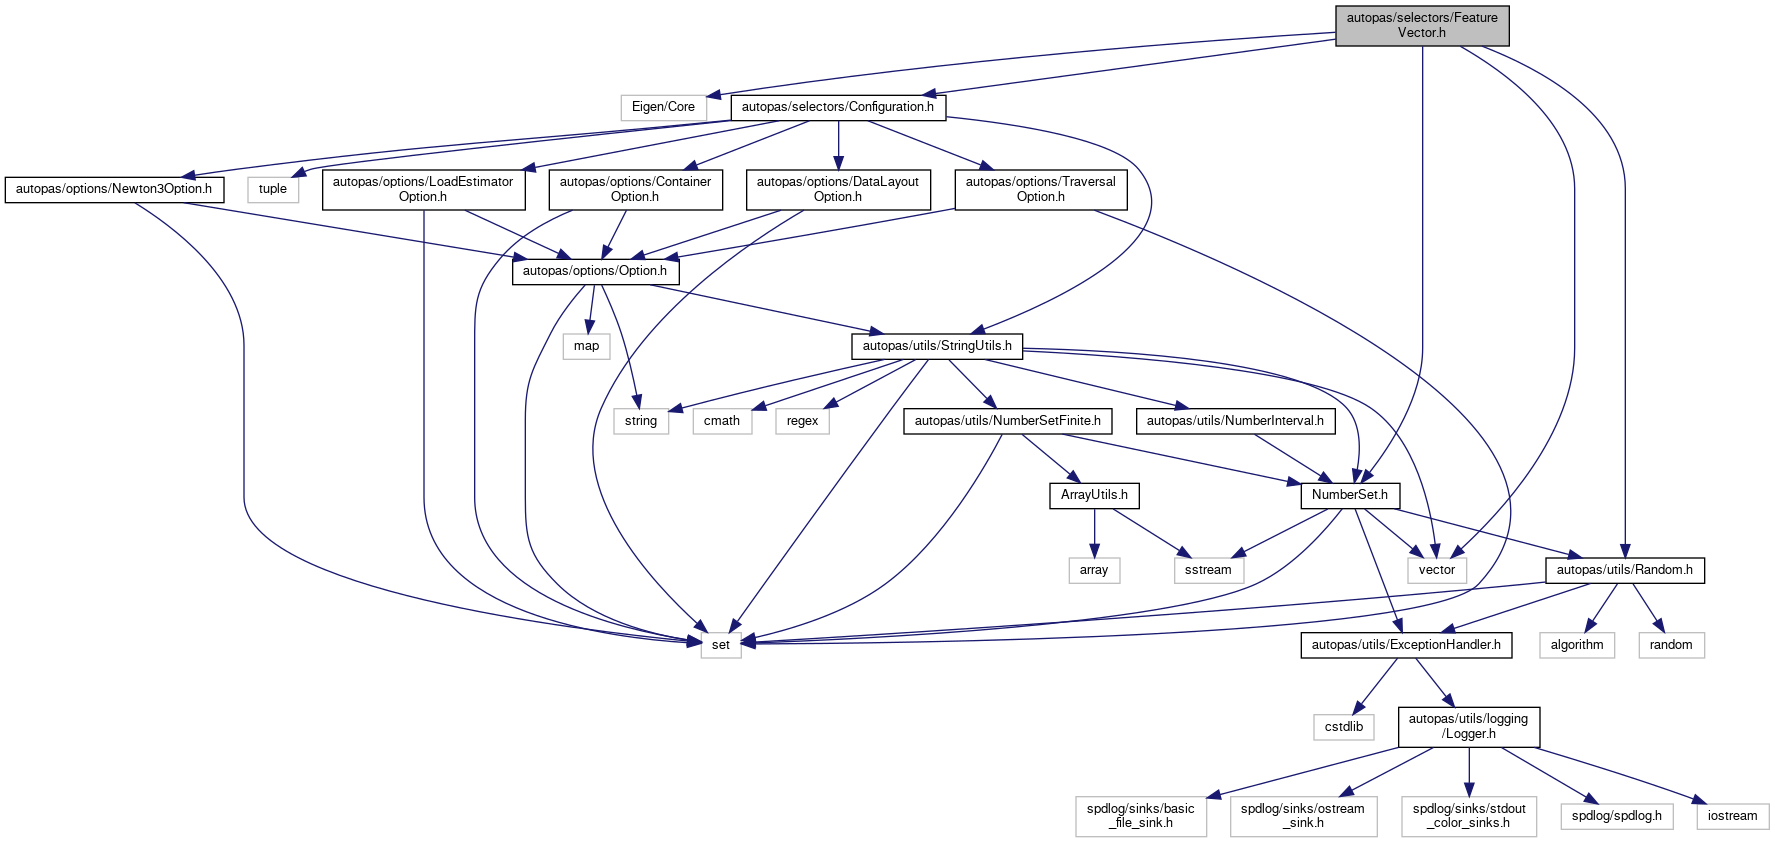 autopas/selectors/Feature
Vector.h
Eigen/Core
autopas/selectors/Configuration.h
autopas/options/Newton3Option.h
tuple
autopas/options/LoadEstimator
Option.h
autopas/options/Container
Option.h
autopas/options/DataLayout
Option.h
autopas/options/Traversal
Option.h
autopas/options/Option.h
map
autopas/utils/StringUtils.h
string
cmath
regex
autopas/utils/NumberSetFinite.h
autopas/utils/NumberInterval.h
ArrayUtils.h
NumberSet.h
array
sstream
vector
autopas/utils/Random.h
set
autopas/utils/ExceptionHandler.h
algorithm
random
cstdlib
autopas/utils/logging
/Logger.h
spdlog/sinks/basic
_file_sink.h
spdlog/sinks/ostream
_sink.h
spdlog/sinks/stdout
_color_sinks.h
spdlog/spdlog.h
iostream